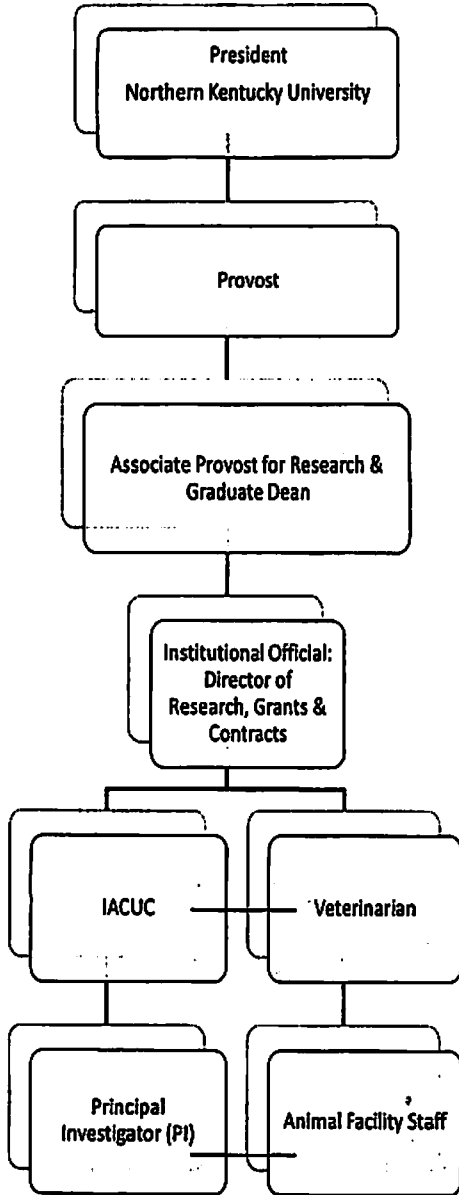 President
Northern Kentucky University
Provost
Associate Provost for Research &
Graduate Dean
Institutional Official:
Director of
Research, Grants &
Contracts
IACUC
Veterinarian
Principal
Investigator (PI)
Animal Facility Staff